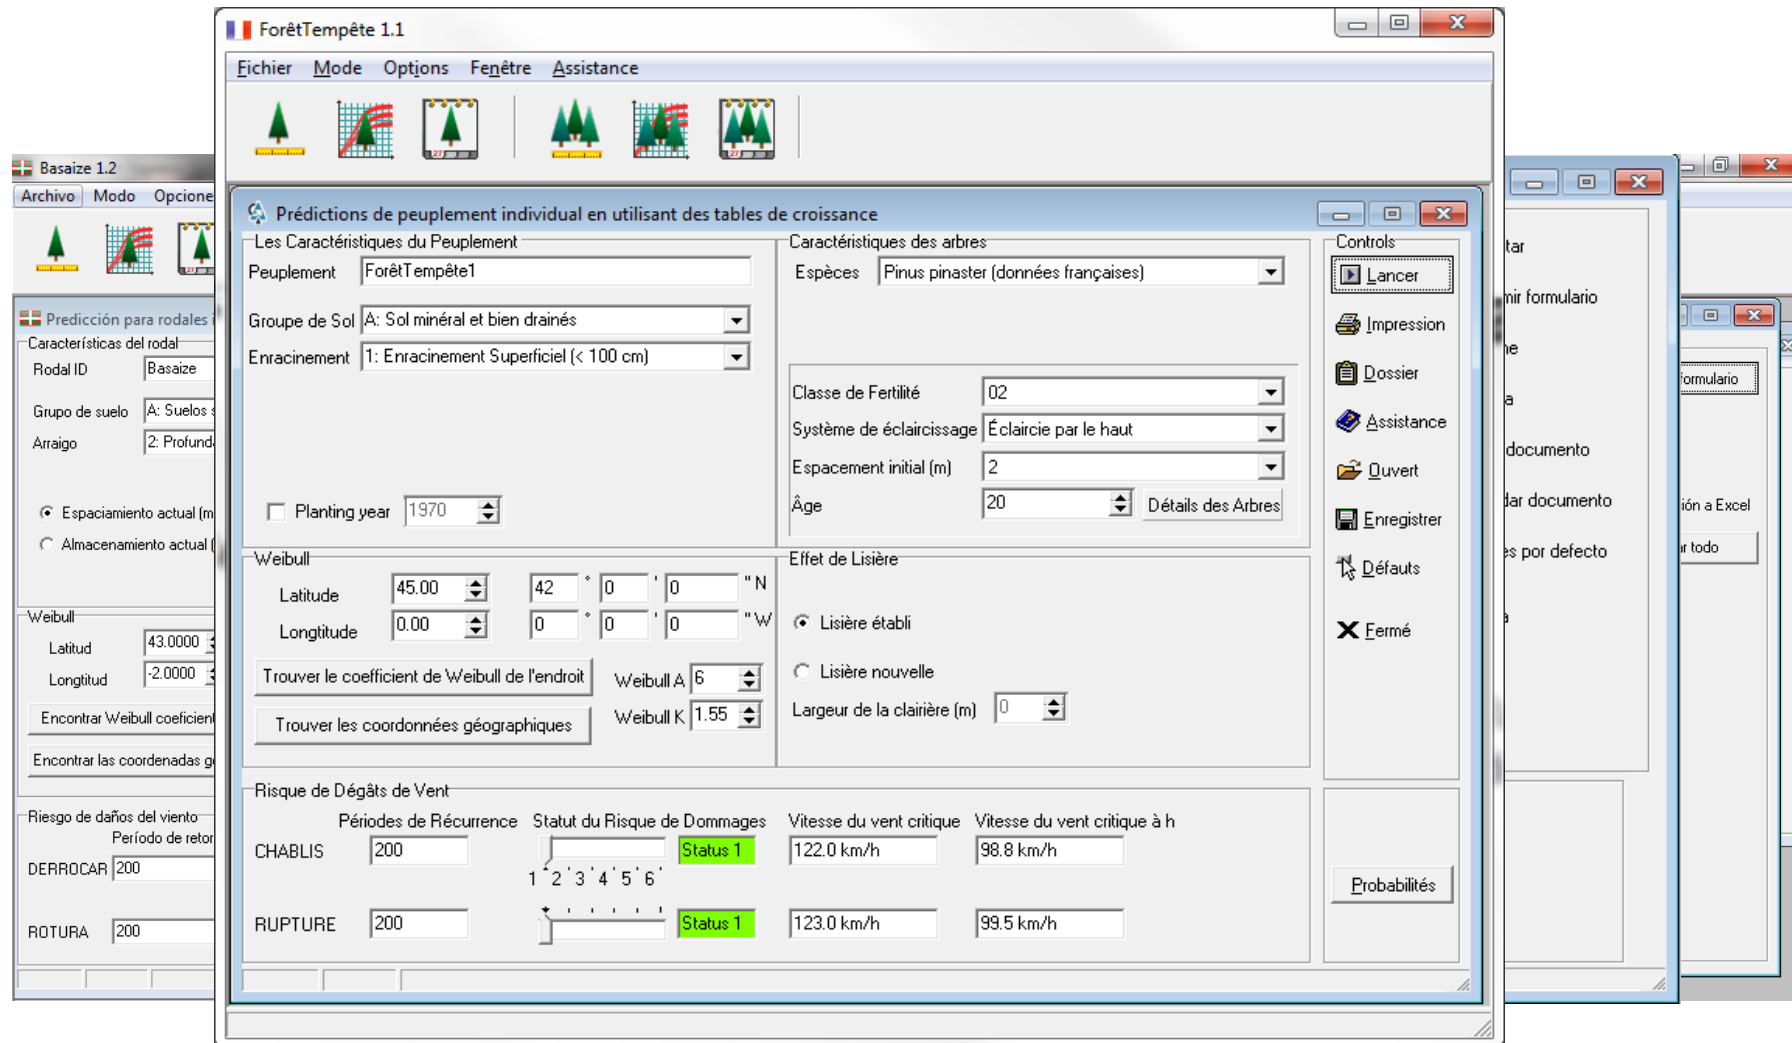 ForêtTempête 1.1
Fichier Mode Options Fenêtre Assistance
Prédictions de peuplement individual en utilisant des tables de croissance
Les Caractéristiques du Peuplement
Peuplement ForêtTempête1
Groupe de Sol A: Sol minéral et bien drainés
Enracinement 1: Enracinement Superficiel (< 100 cm)
Planting year 1970
Caractéristiques des arbres
Espèces Pinus pinaster (données françaises)
Classe de Fertilité 02
Système de éclaircissage Éclaircie par le haut
Espacement initial (m) 2
Âge 20 Détails des Arbres
Weibull
Latitude 45.00 42 ° 0 ' 0 " N
Longtitude 0.00 0 ° 0 ' 0 " W
Trouver le coefficient de Weibull de l'endroit Weibull A 6
Trouver les coordonnées géographiques Weibull K 1.55
Effet de Lisière
Lisière établi
Lisière nouvelle
Largeur de la clairière (m) 0
Risque de Dégâts de Vent
Périodes de Récurrence Statut du Risque de Dommages Vitesse du vent critique Vitesse du vent critique à h
CHABLIS 200 Status 1 122.0 km/h 98.8 km/h
1 2 3 4 5 6
RUPTURE 200 Status 1 123.0 km/h 99.5 km/h
Controls
Lancer
Impression
Dossier
Assistance
Ouvert
Enregistrer
Défauts
Fermé
Probabilités
Basaize 1.2
Archivo Modo
Predicción para rodales
Características del rodal
Rodal ID Basaize
Grupo de suelo A: Suelos
Arraigo 2:
Espaciamiento actual
Almacenamiento actual
Weibull
Latitud 43.0000
Longtitud -2.0000
Encontrar Weibull
Encontrar las coordenadas
Riesgo de daños del viento
Período de
DERROCAR 200
ROTURA 200
formulario
documento
documento
por defecto
formulario
a Excel
todo